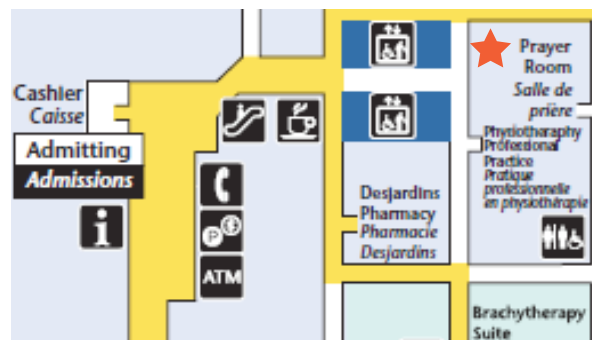 Cashier
Caisse
Admitting
Admissions
i
P
ATM
Desjardins
Pharmacy
Pharmacie
Desjardins
Prayer
Room
Salle de
prière
Physiotheraphy
Professional
Practice
Pratique
professionnelle
en physiothérapie
Brachytherapy
Suite